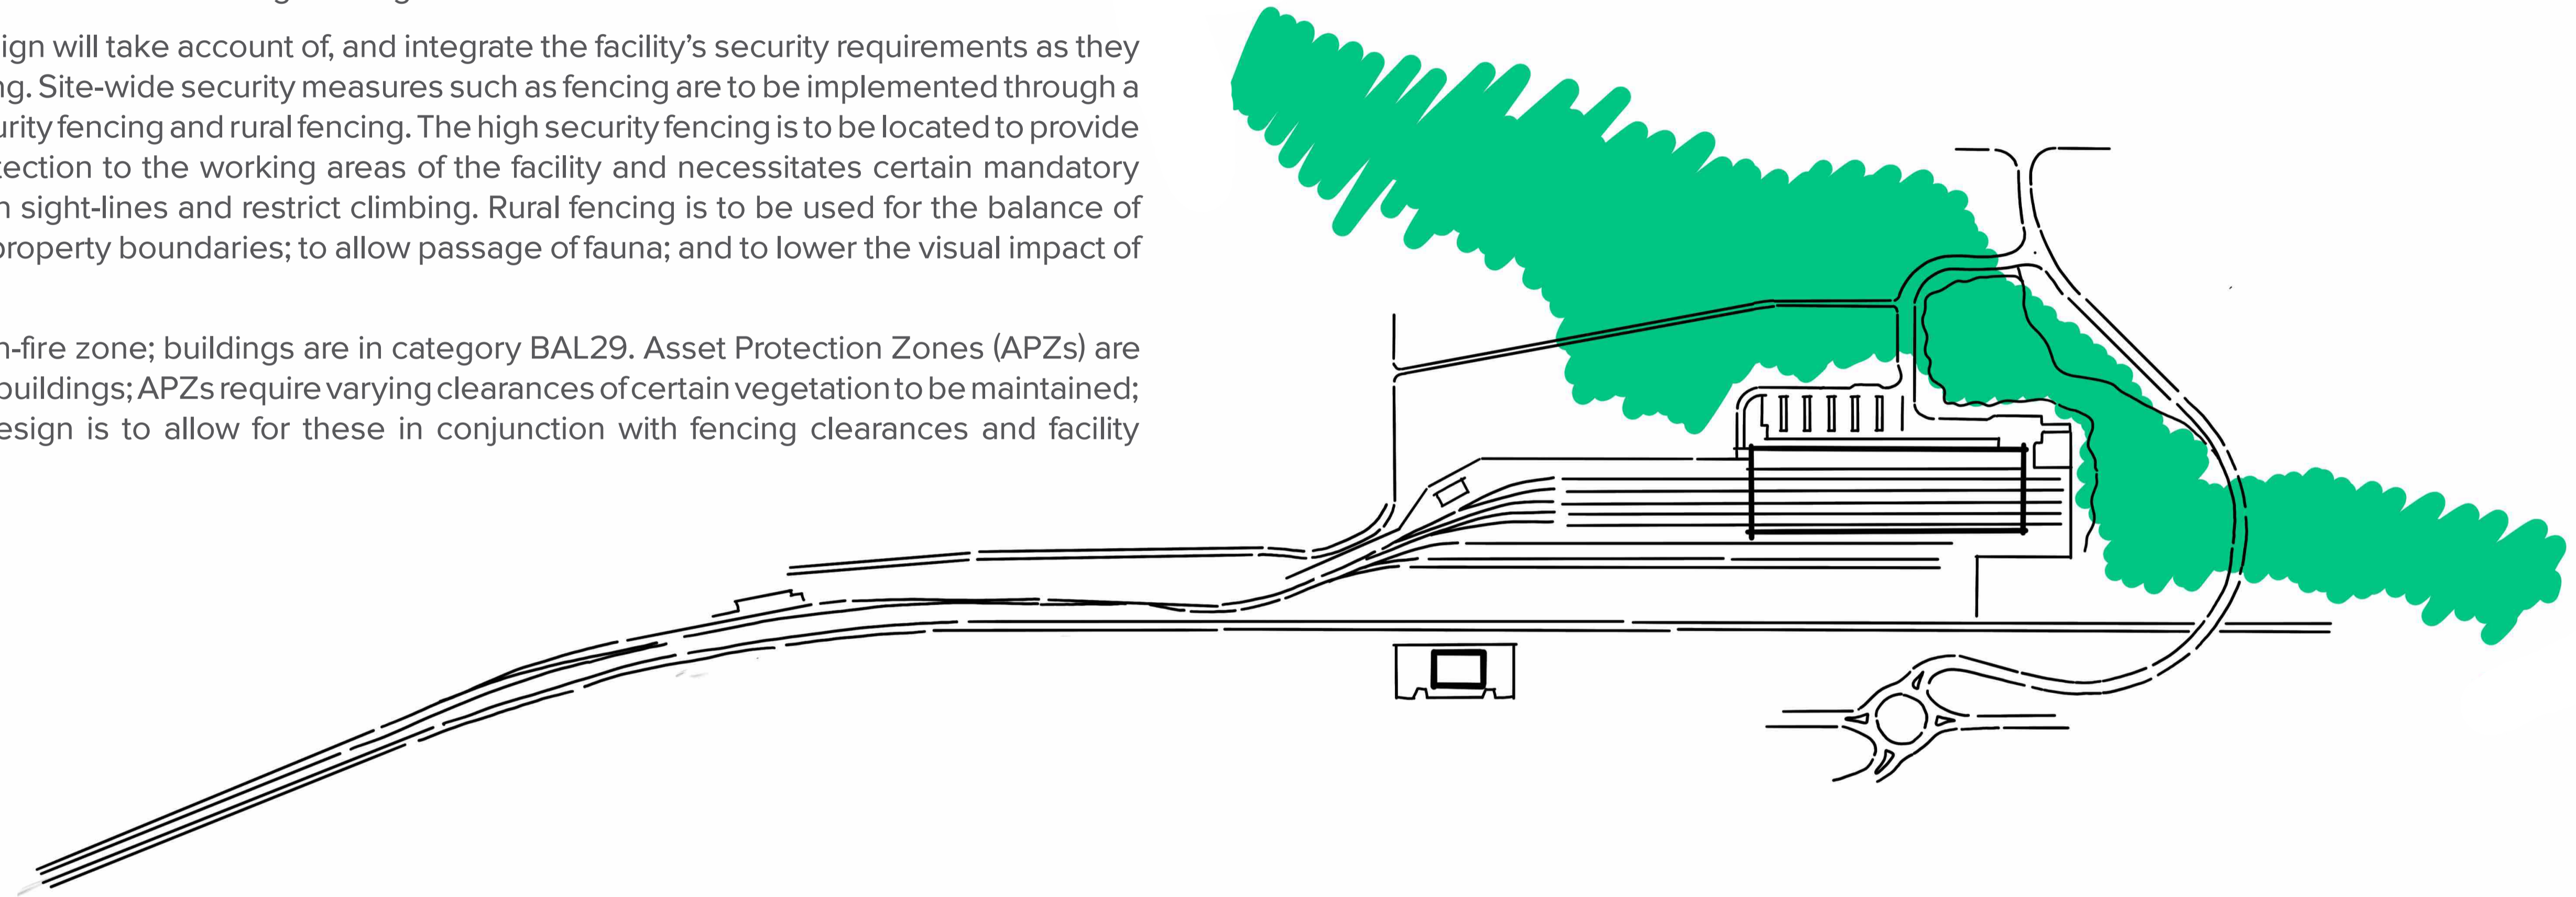 ign will take account of, and integrate the facility’s security requirements as they
ng. Site-wide security measures such as fencing are to be implemented through a
urity fencing and rural fencing. The high security fencing is to be located to provide
tection to the working areas of the facility and necessitates certain mandatory
n sight-lines and restrict climbing. Rural fencing is to be used for the balance of
property boundaries; to allow passage of fauna; and to lower the visual impact of
h-fire zone; buildings are in category BAL29. Asset Protection Zones (APZs) are
buildings; APZs require varying clearances of certain vegetation to be maintained;
esign is to allow for these in conjunction with fencing clearances and facility